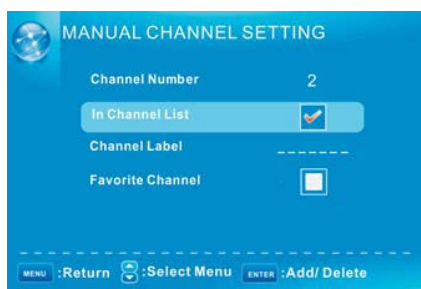 MANUAL CHANNEL SETTING
Channel Number 2
In Channel List
Channel Label _ _ _ _ _ _ _
Favorite Channel
MENU :Return :Select Menu ENTER :Add/ Delete